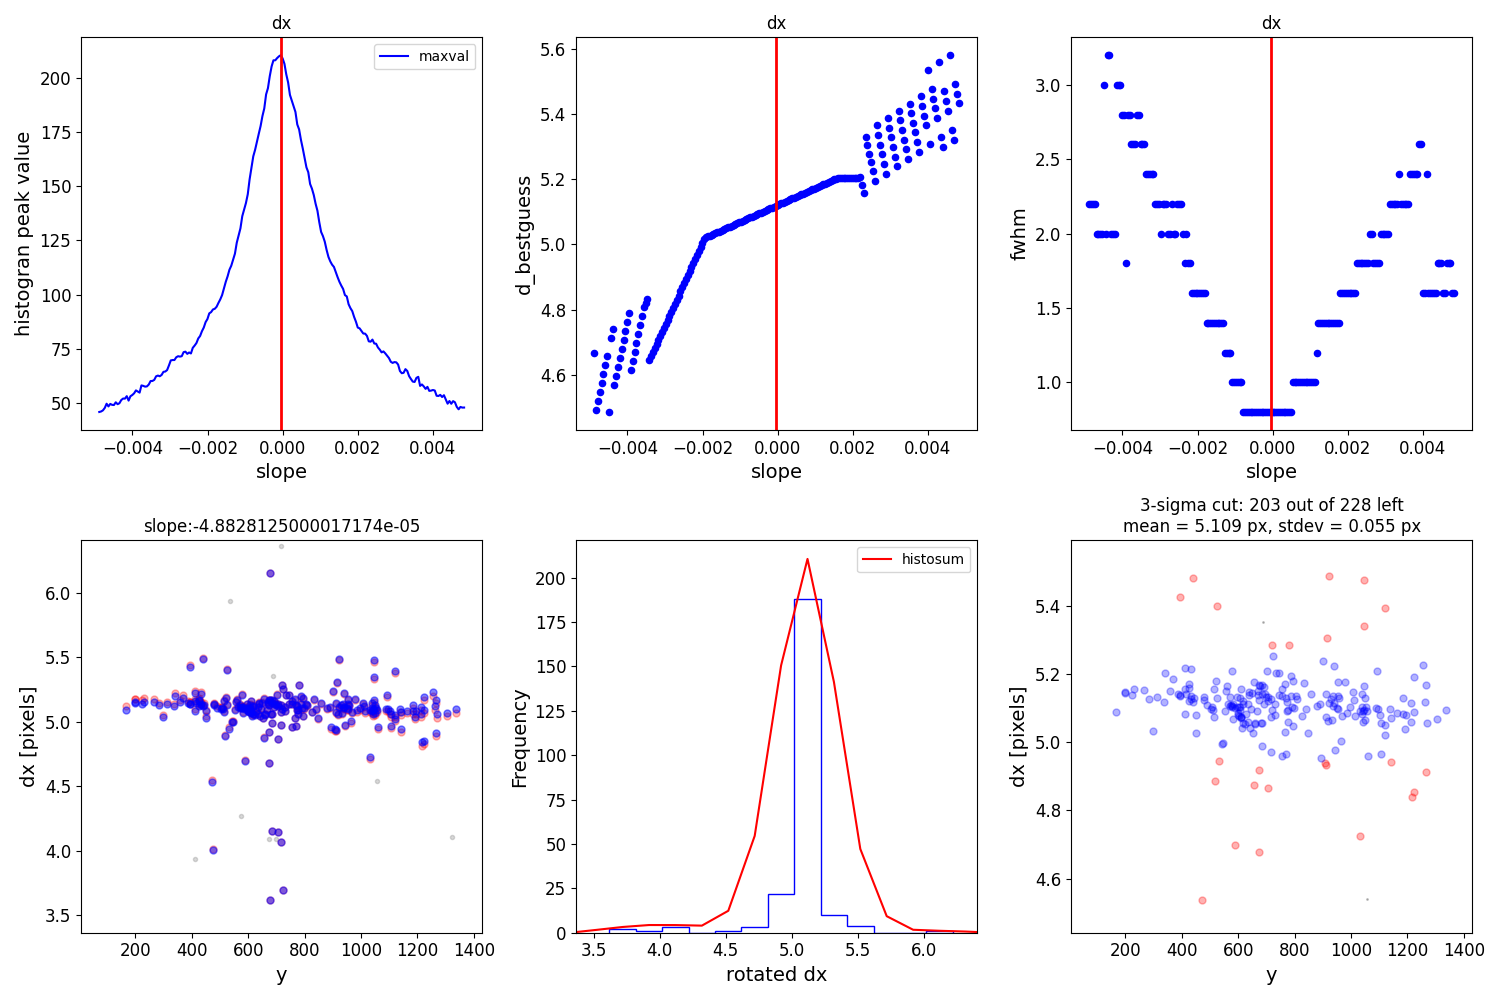 dx
dx
dx
maxval
histogran peak value
200
175
150
125
100
75
50
−0.004 −0.002 0.000 0.002 0.004
slope
d_bestguess
5.6
5.4
5.2
5.0
4.8
4.6
−0.004 −0.002 0.000 0.002 0.004
slope
fwhm
3.0
2.5
2.0
1.5
1.0
−0.004 −0.002 0.000 0.002 0.004
slope
slope:-4.8828125000017174e-05
dx [pixels]
6.0
5.5
5.0
4.5
4.0
3.5
200 400 600 800 1000 1200 1400
y
histosum
Frequency
200
175
150
125
100
75
50
25
0
3.5 4.0 4.5 5.0 5.5 6.0
rotated dx
3-sigma cut: 203 out of 228 left
mean = 5.109 px, stdev = 0.055 px
dx [pixels]
5.4
5.2
5.0
4.8
4.6
200 400 600 800 1000 1200 1400
y